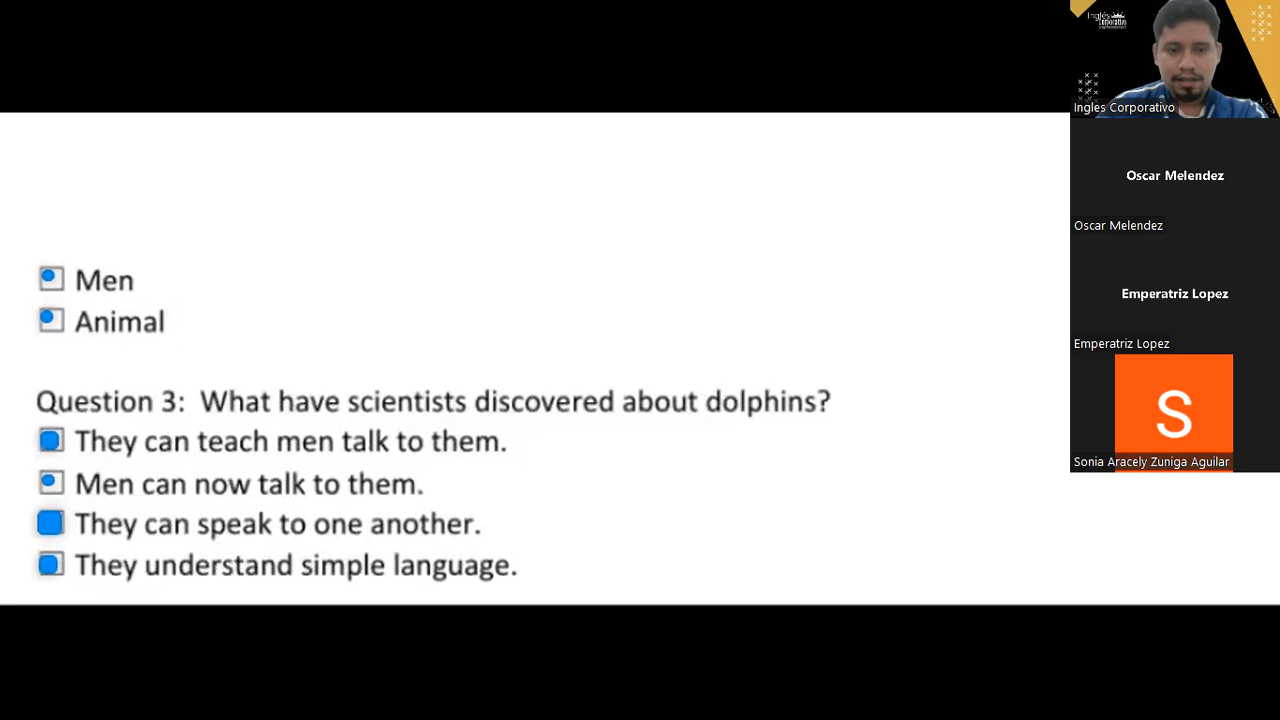 Men
Animal
Question 3: What have scientists discovered about dolphins?
They can teach men talk to them.
Men can now talk to them.
They can speak to one another.
They understand simple language.
Inglés
Corporativo
Ingles Corporativo
Oscar Melendez
Oscar Melendez
Emperatriz Lopez
Emperatriz Lopez
S
Sonia Aracely Zuniga Aguilar